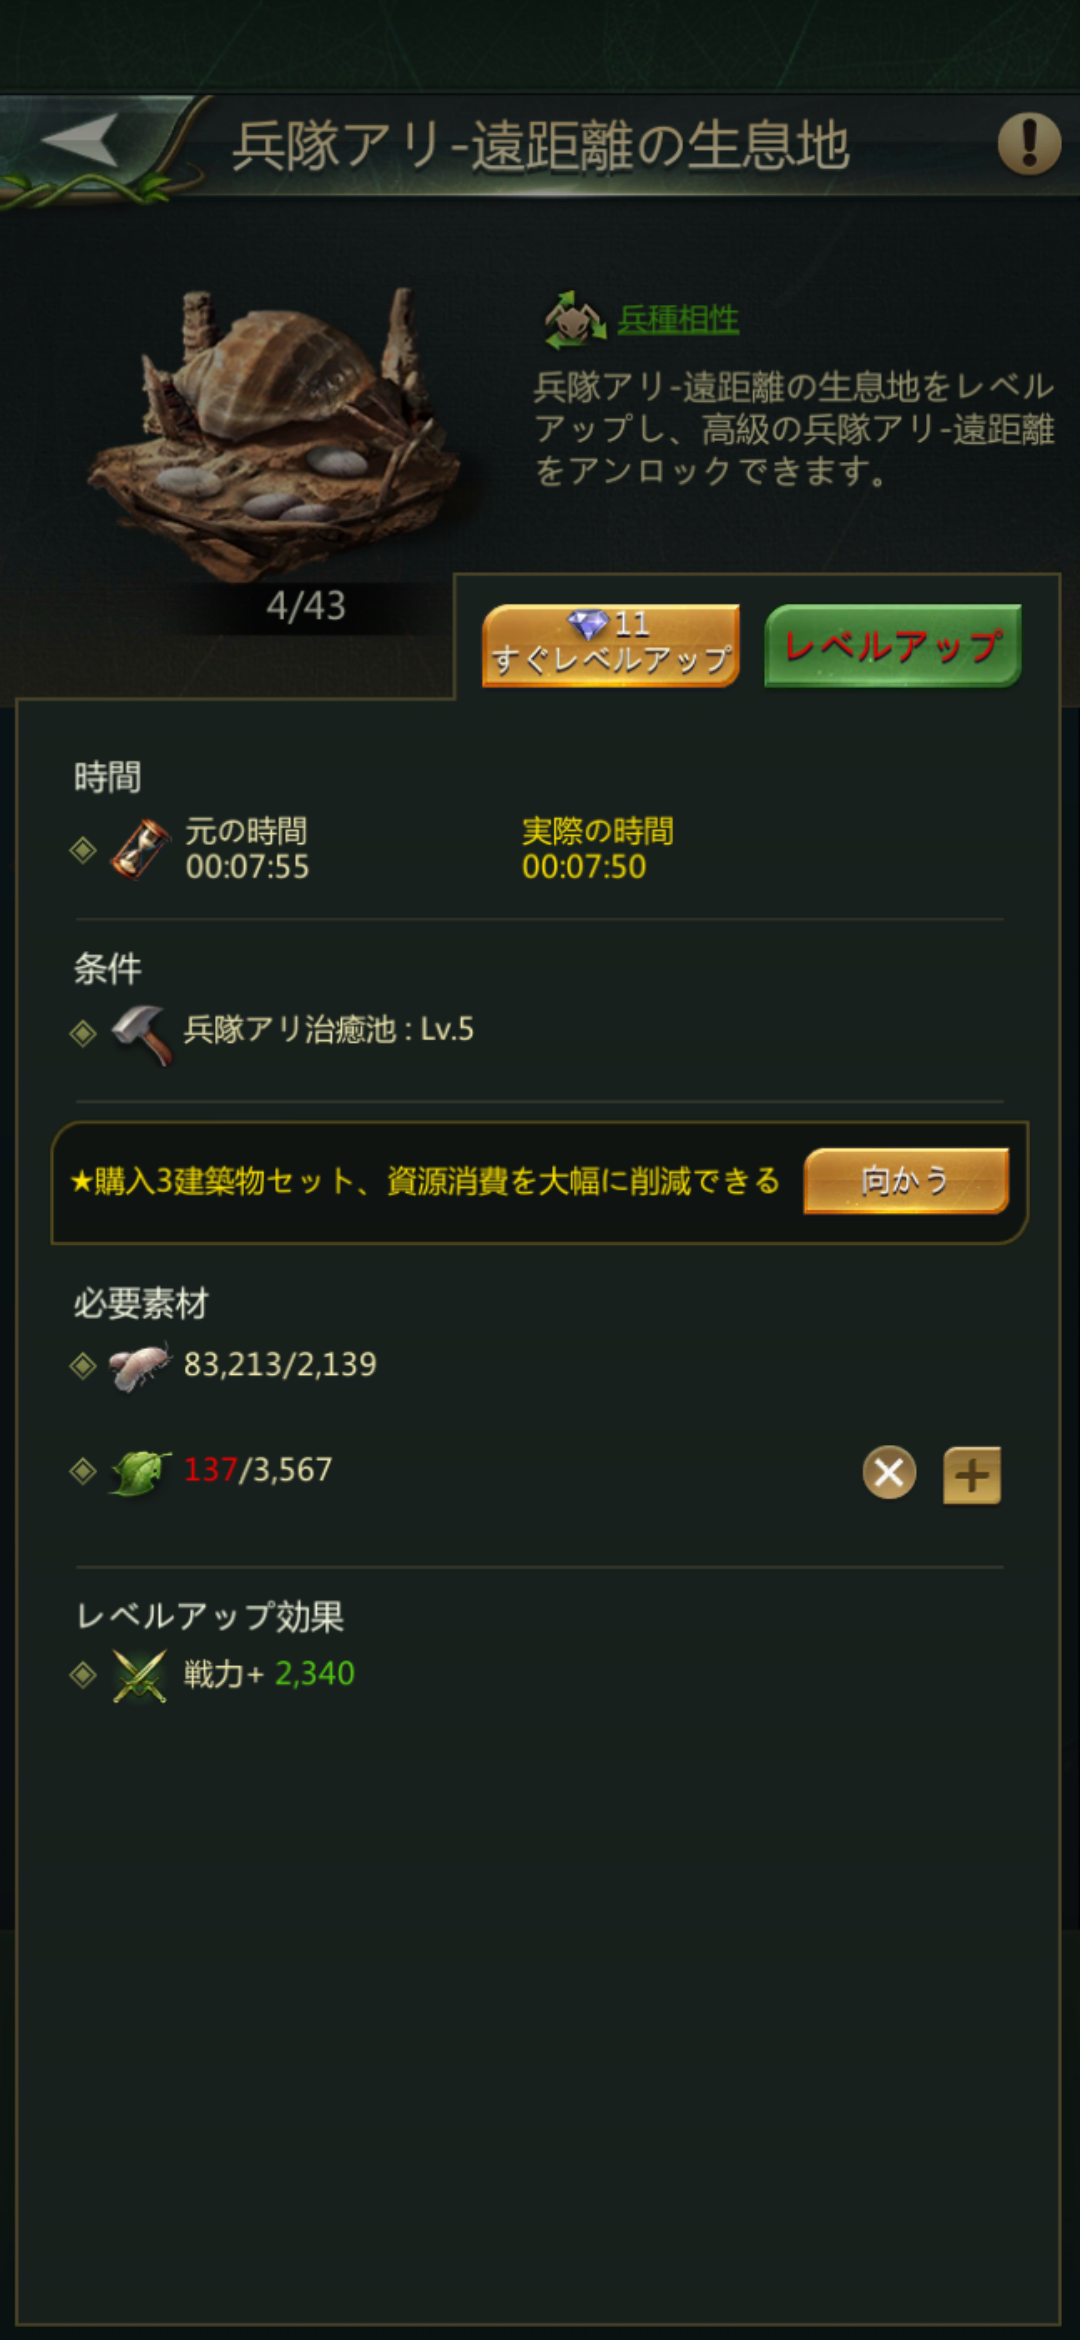 兵隊アリ-遠距離の生息地
兵種相性
兵隊アリ-遠距離の生息地をレベル
アップし、高級の兵隊アリ-遠距離
をアンロックできます。
4/43
11
すぐレベルアップ
レベルアップ
時間
元の時間
00:07:55
実際の時間
00:07:50
条件
兵隊アリ治癒池 : Lv.5
★購入3建築物セット、資源消費を大幅に削減できる
向かう
必要素材
83,213/2,139
137/3,567
レベルアップ効果
戦力+ 2,340